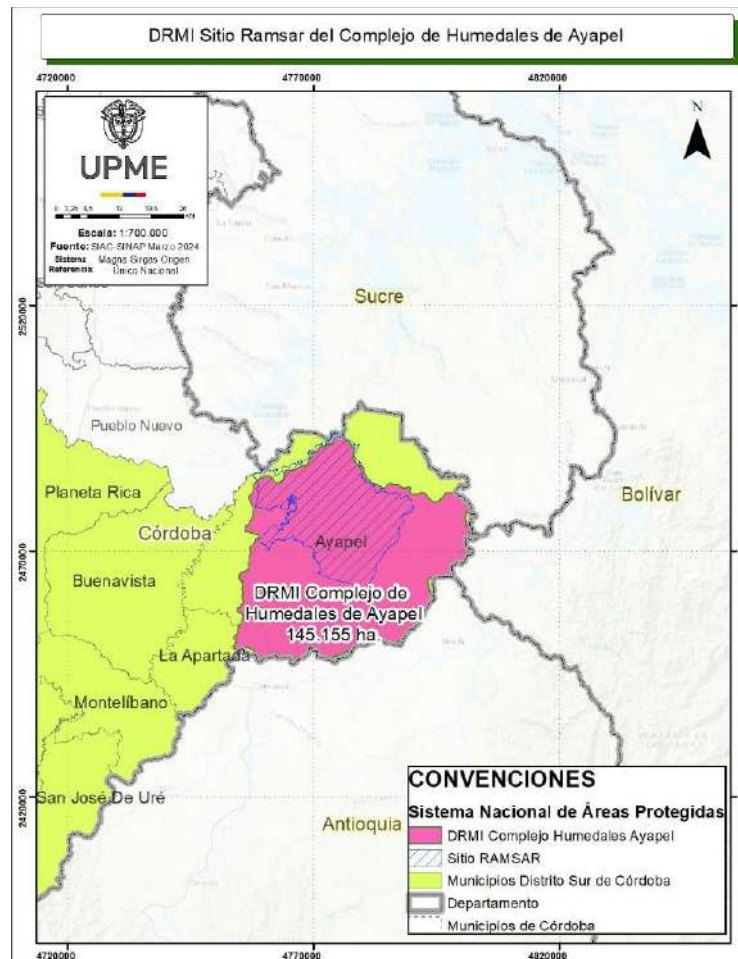 DRMI Sitio Ramsar del Complejo de Humedales de Ayapel
4720000 4770000 4820000
UPME
Escala: 1:700.000
Fuente: SIAC-SINAP Marzo 2024
Sistema Referencia: Magna Sirgas Origen Único Nacional
N
Sucre
2520000
Pueblo Nuevo
Planeta Rica
Bolívar
Córdoba
Ayapel
2470000
Buenavista
DRMI Complejo de
Humedales de Ayapel
145.155 ha
La Apartada
Montelíbano
San José De Uré
2420000
Antioquia
CONVENCIONES
Sistema Nacional de Áreas Protegidas
DRMI Complejo Humedales Ayapel
Sitio RAMSAR
Municipios Distrito Sur de Córdoba
Departamento
Municipios de Córdoba
4720000 4770000 4820000